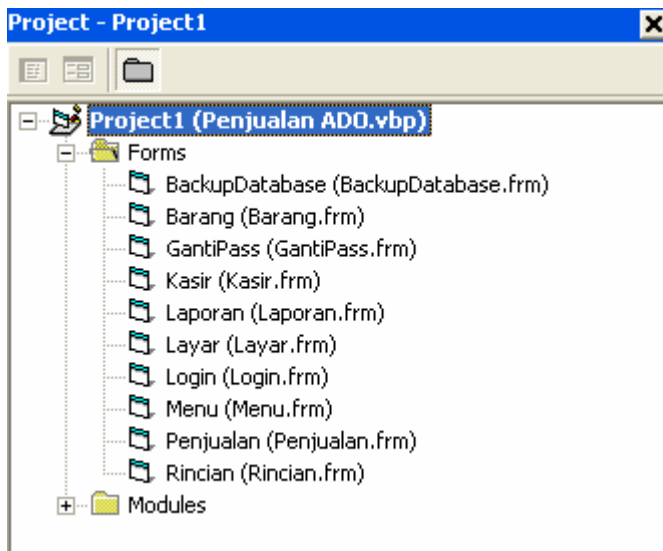 Project - Project1
Project1 (Penjualan ADO.vbp)
Forms
BackupDatabase (BackupDatabase.frm)
Barang (Barang.frm)
GantiPass (GantiPass.frm)
Kasir (Kasir.frm)
Laporan (Laporan.frm)
Layar (Layar.frm)
Login (Login.frm)
Menu (Menu.frm)
Penjualan (Penjualan.frm)
Rincian (Rincian.frm)
Modules